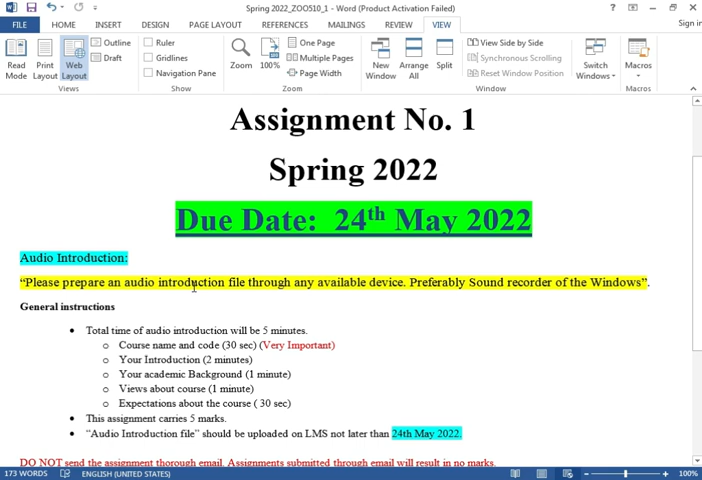 Spring 2022_ZOO510_1 - Word (Product Activation Failed)
FILE HOME INSERT DESIGN PAGE LAYOUT REFERENCES MAILINGS REVIEW VIEW Sign in
Read Mode
Print Layout
Web Layout
Outline
Draft
Views
Ruler
Gridlines
Navigation Pane
Show
Zoom
100%
One Page
Multiple Pages
Page Width
Zoom
New Window
Arrange All
Split
View Side by Side
Synchronous Scrolling
Reset Window Position
Window
Switch Windows
Macros
Macros
Assignment No. 1
Spring 2022
Due Date: 24th May 2022
Audio Introduction:
“Please prepare an audio introduction file through any available device. Preferably Sound recorder of the Windows”.
General instructions
• Total time of audio introduction will be 5 minutes.
o Course name and code (30 sec) (Very Important)
o Your Introduction (2 minutes)
o Your academic Background (1 minute)
o Views about course (1 minute)
o Expectations about the course ( 30 sec)
• This assignment carries 5 marks.
• “Audio Introduction file” should be uploaded on LMS not later than 24th May 2022.
DO NOT send the assignment thorough email. Assignments submitted through email will result in no marks.
173 WORDS ENGLISH (UNITED STATES) 100%